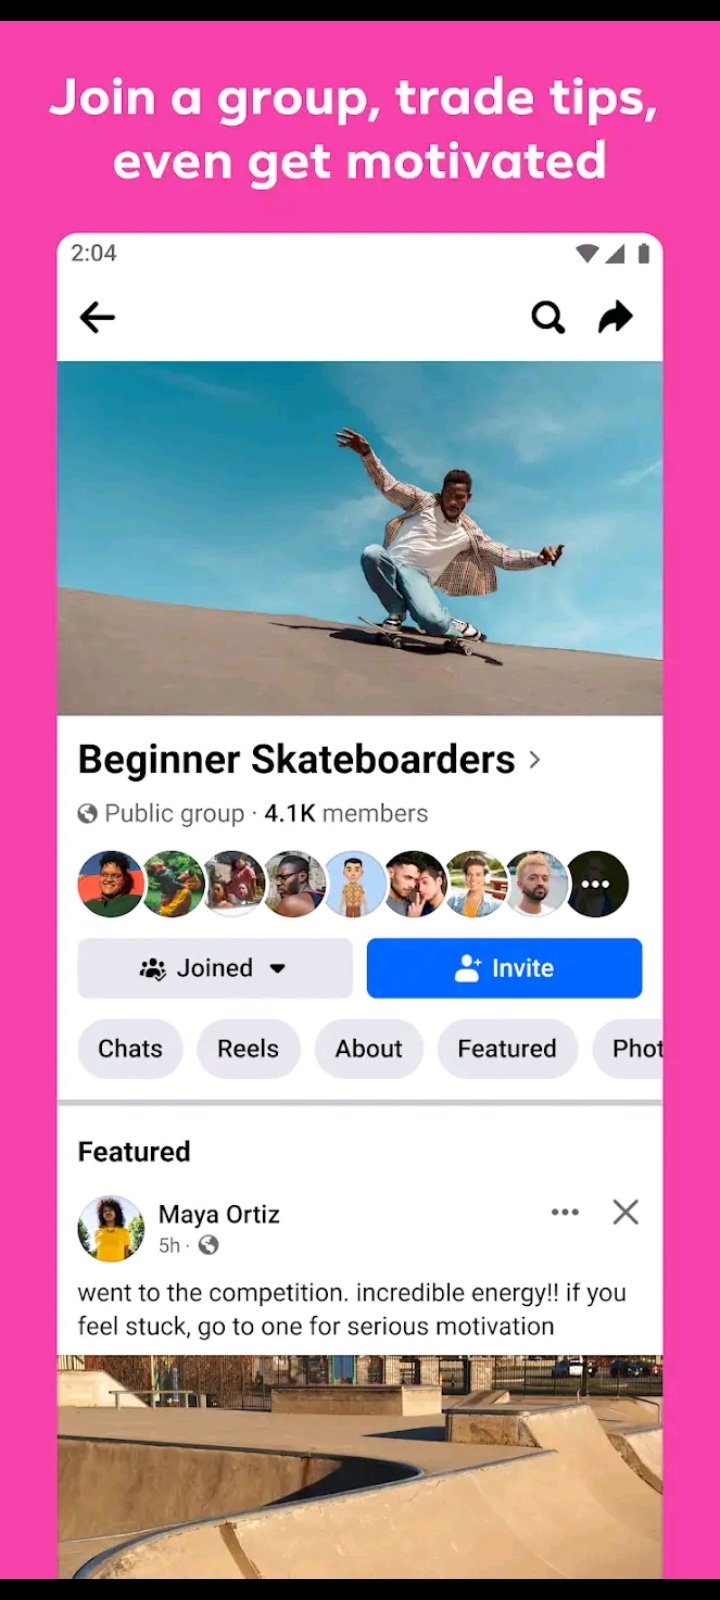 Join a group, trade tips,
even get motivated
2:04
Beginner Skateboarders
Public group · 4.1K members
Joined
Invite
Chats
Reels
About
Featured
Phot
Featured
Maya Ortiz
5h ·
went to the competition. incredible energy!! if you
feel stuck, go to one for serious motivation